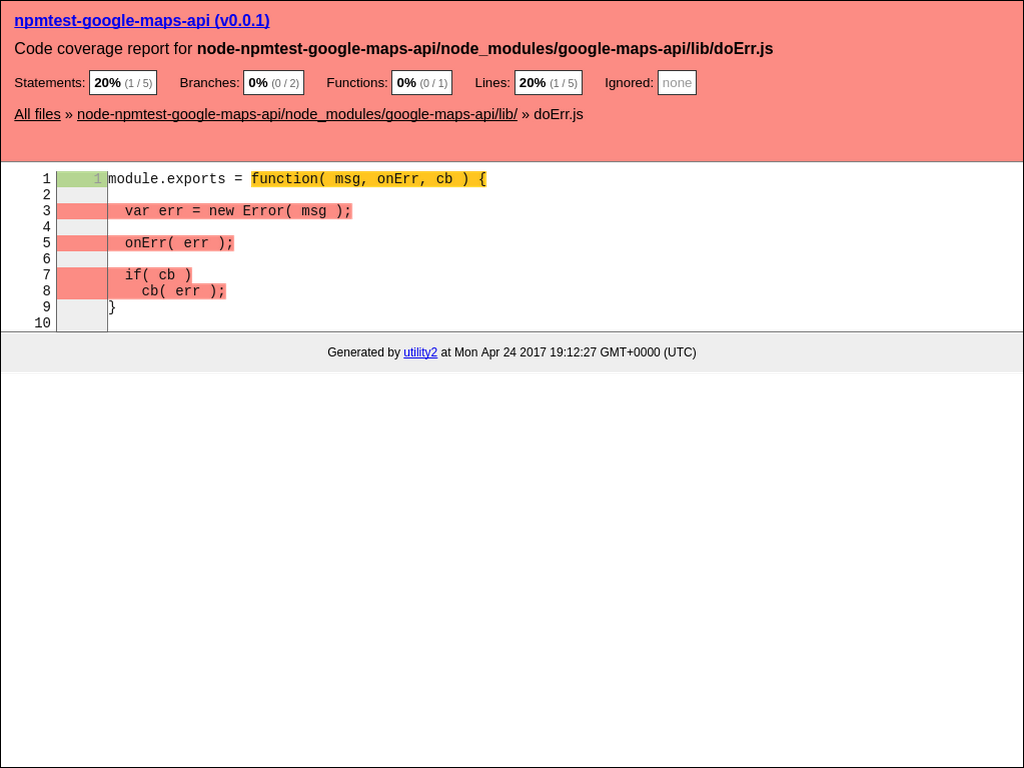 npmtest-google-maps-api (v0.0.1)
Code coverage report for node-npmtest-google-maps-api/node_modules/google-maps-api/lib/doErr.js
Statements: 20% (1 / 5) Branches: 0% (0 / 2) Functions: 0% (0 / 1) Lines: 20% (1 / 5) Ignored: none
All files » node-npmtest-google-maps-api/node_modules/google-maps-api/lib/ » doErr.js
1 1 module.exports = function( msg, onErr, cb ) {
2
3 var err = new Error( msg );
4
5 onErr( err );
6
7 if( cb )
8 cb( err );
9 }
10
Generated by utility2 at Mon Apr 24 2017 19:12:27 GMT+0000 (UTC)